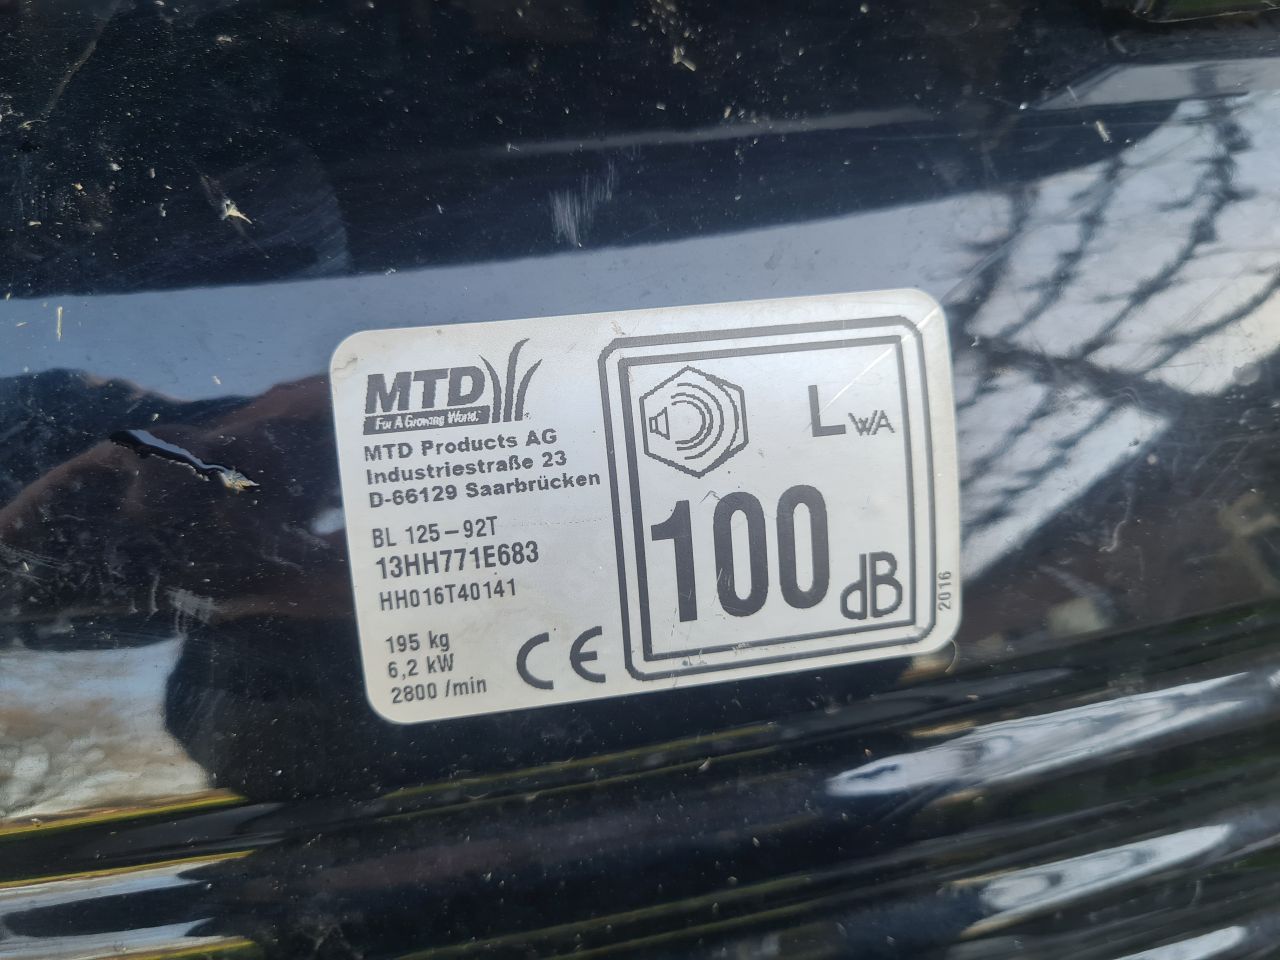 MTD
For A Growing World.
MTD Products AG
Industriestraße 23
D-66129 Saarbrücken
BL 125-92T
13HH771E683
HH016T40141
195 kg
6,2 kW
2800 /min
CE
LWA
100
dB
2016